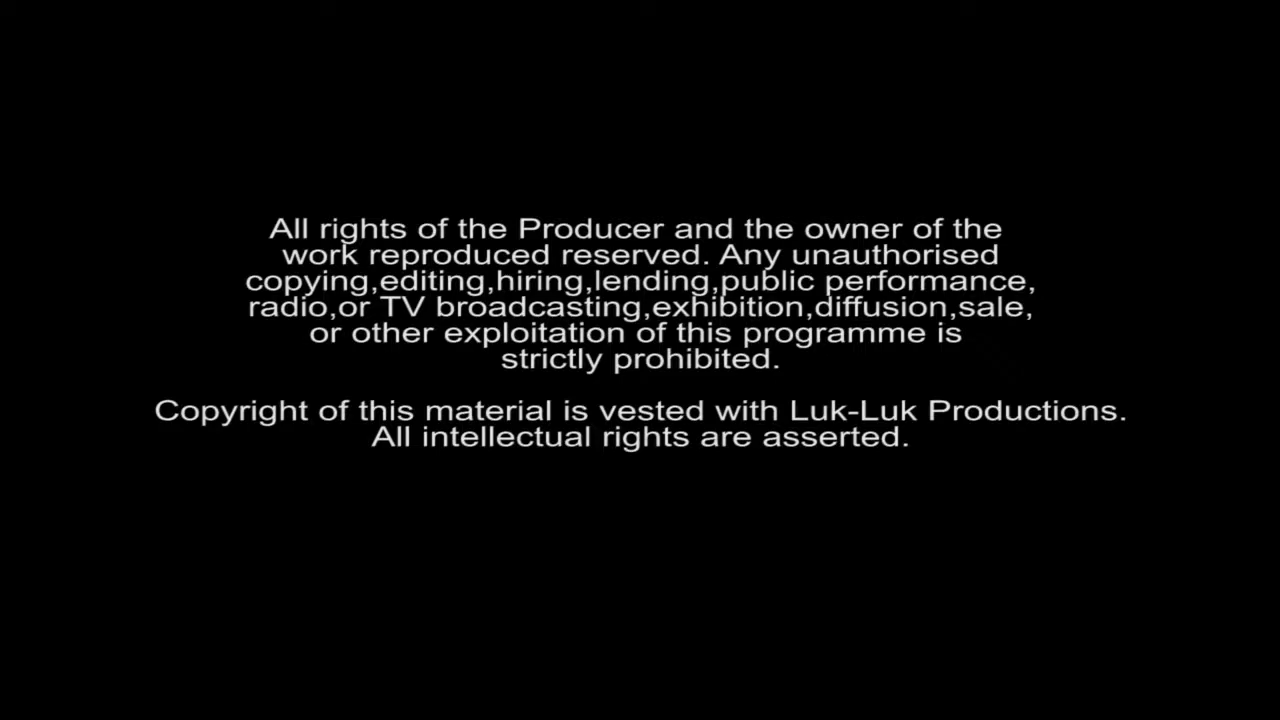 All rights of the Producer and the owner of the
work reproduced reserved. Any unauthorised
copying,editing,hiring,lending,public performance,
radio,or TV broadcasting,exhibition,diffusion,sale,
or other exploitation of this programme is
strictly prohibited.
Copyright of this material is vested with Luk-Luk Productions.
All intellectual rights are asserted.